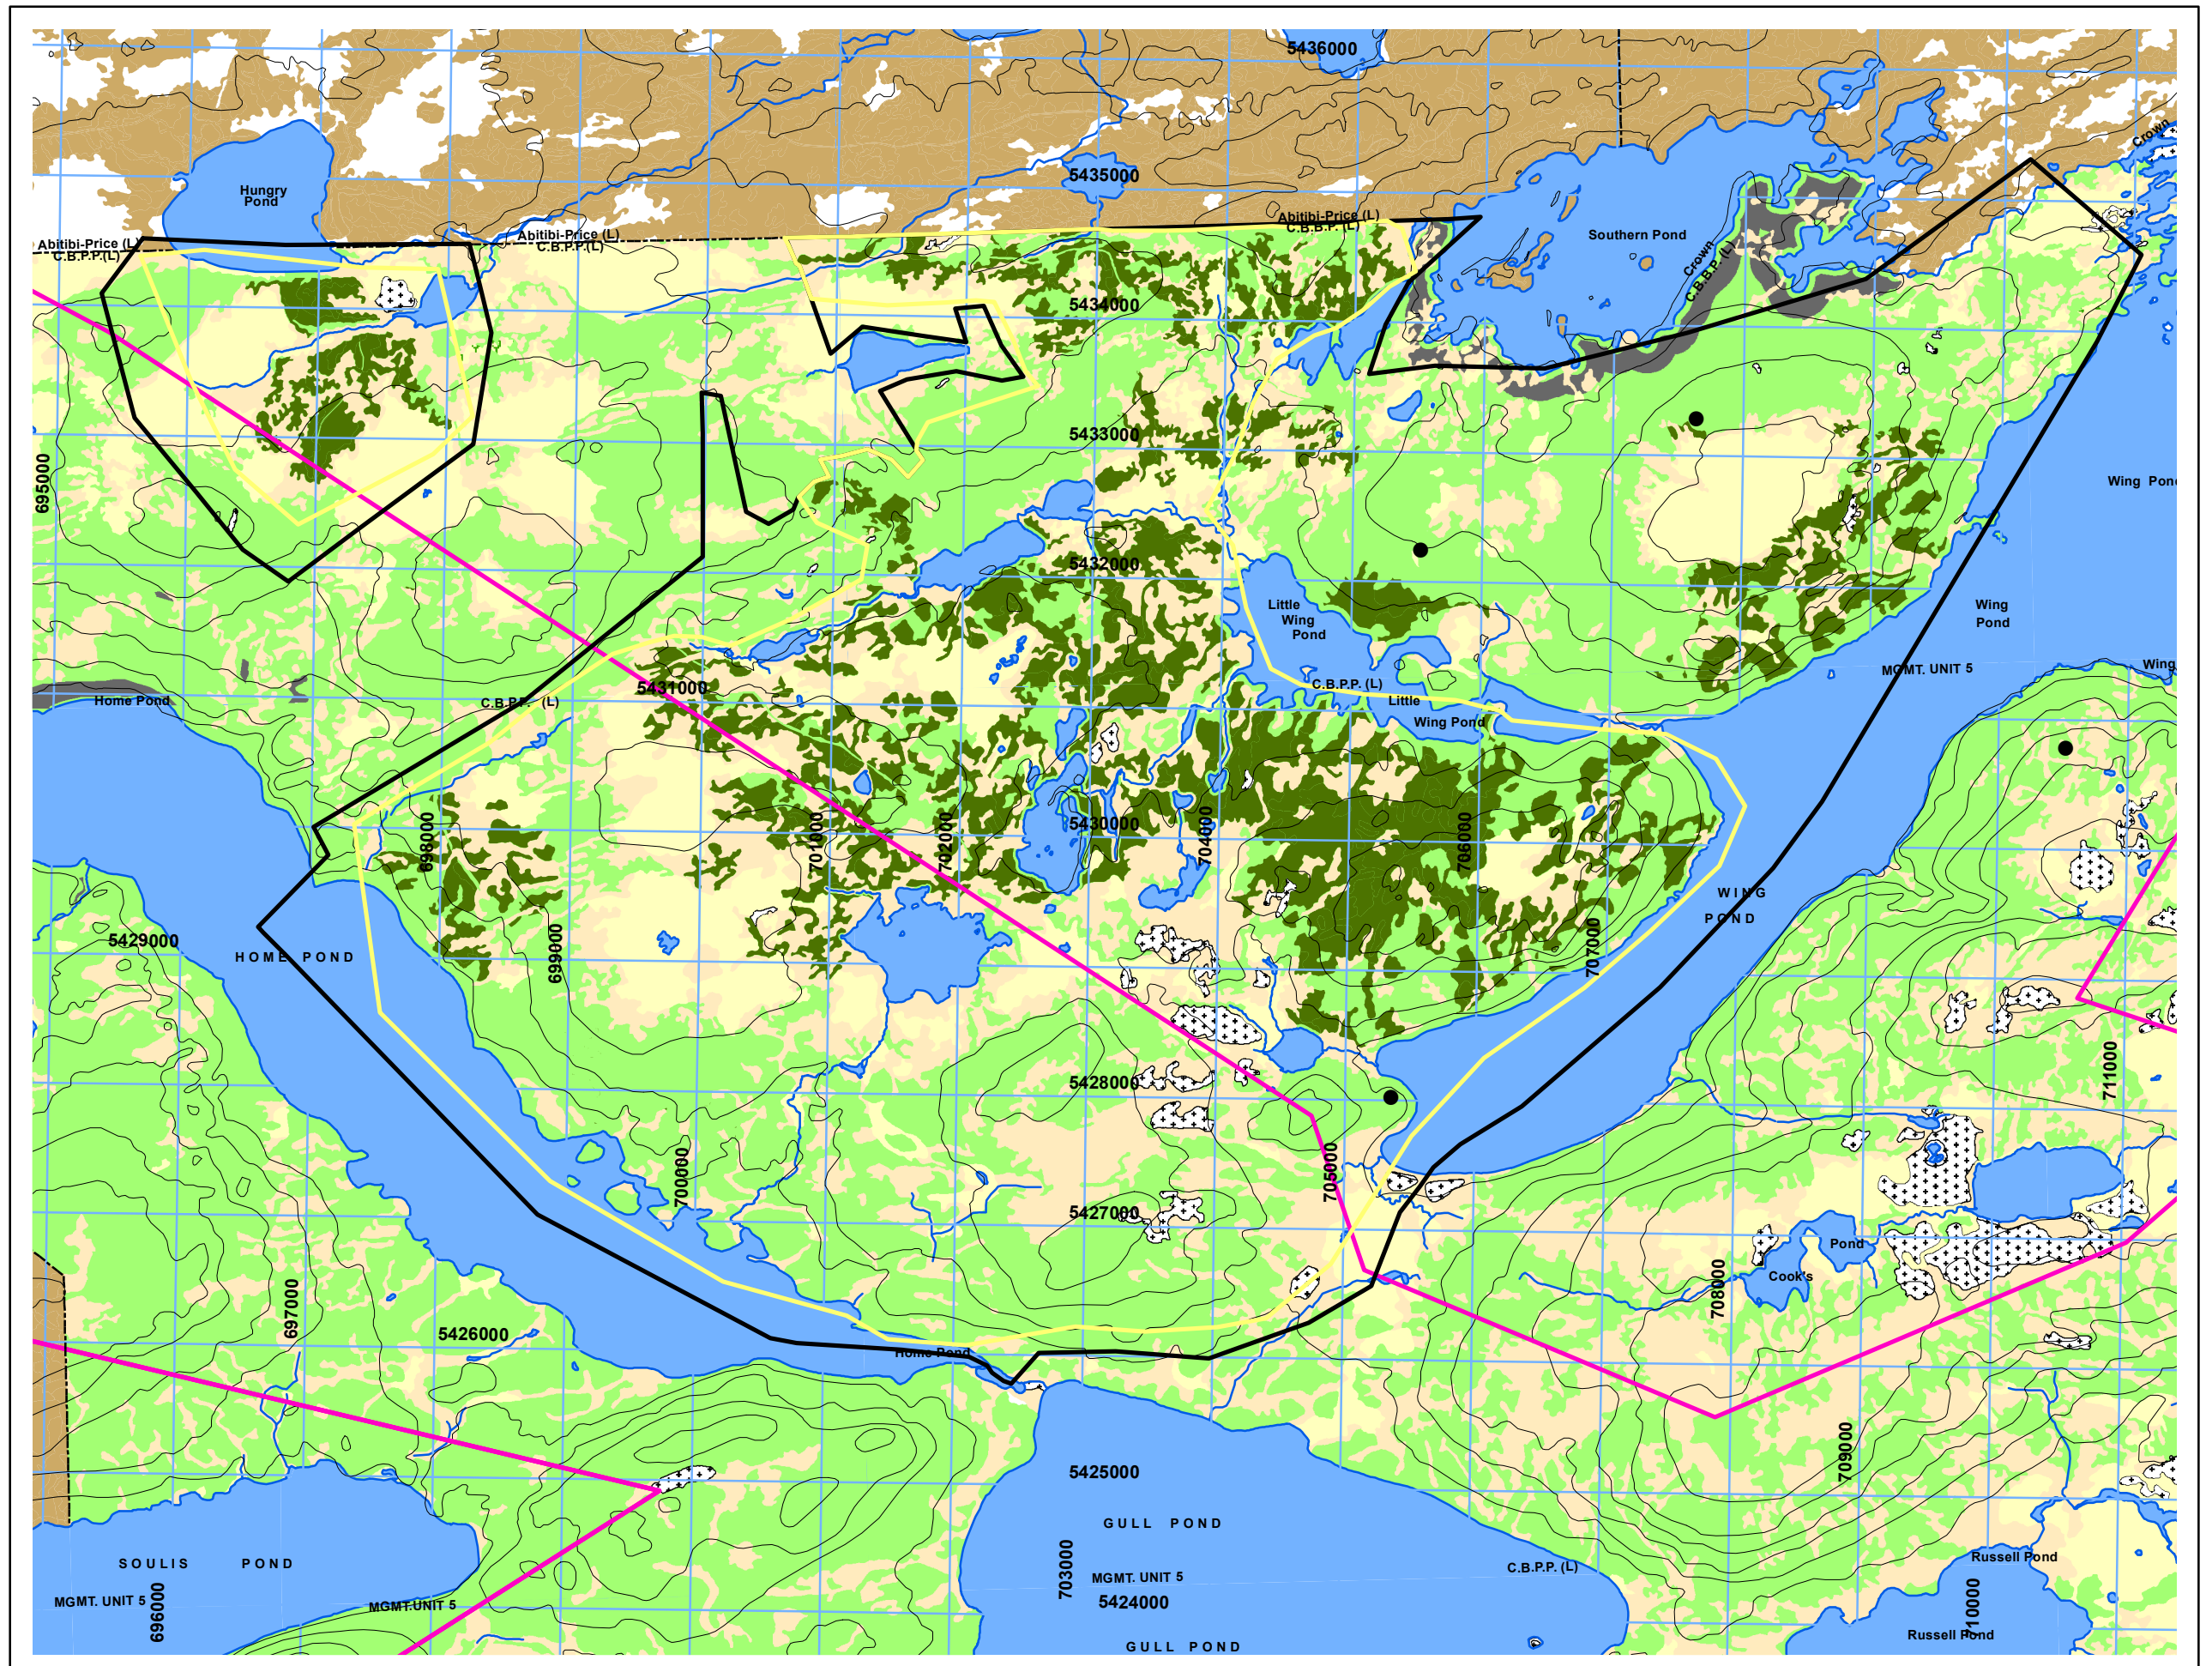 5436000
Crown
5435000
Hungry
Pond
Abitibi-Price (L)
C.B.B.P. (L)
Abitibi-Price (L)
C.B.P.P.(L)
Abitibi-Price (L)
C.B.P.P.(L)
Southern Pond
Crown
C.B.B.P. (L)
5434000
5433000
695000
Wing Pond
5432000
Little
Wing
Pond
Wing
Pond
MGMT. UNIT 5
Wing
5431000
C.B.P.P. (L)
Home Pond
C.B.P.P. (L)
Little
Wing Pond
5430000
698000
701000
702000
704000
706000
WING
POND
5429000
HOME POND
699000
707000
5428000
711000
700000
705000
5427000
Pond
Cook's
697000
708000
5426000
Home Pond
709000
5425000
GULL POND
SOULIS POND
703000
C.B.P.P. (L)
Russell Pond
MGMT. UNIT 5
MGMT. UNIT 5
MGMT.UNIT 5
5424000
696000
710000
Russell Pond
GULL POND